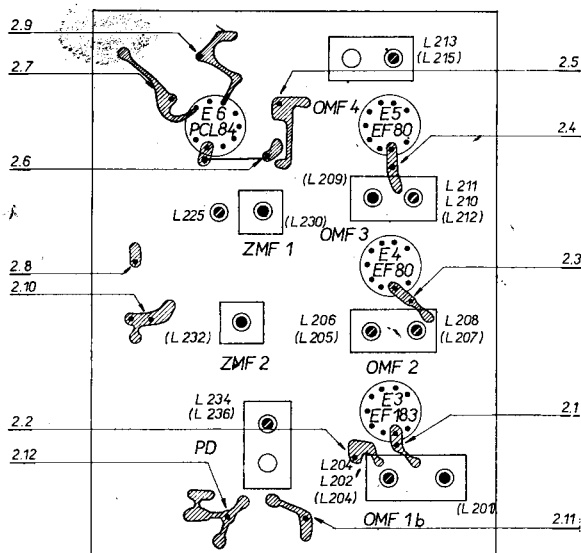 2.9
L 213
(L 215)
2.7
2.5
E 6
PCL84
OMF 4
E5
EF80
2.4
2.6
(L 209)
L 211
L 210
(L 212)
L 225
(L 230)
ZMF 1
OMF 3
E4
EF80
2.3
2.8
2.10
(L 232)
L 206
(L 205)
L 208
(L 207)
ZMF 2
OMF 2
L 234
(L 236)
E3
EF183
2.2
2.1
PD
2.12
L 204
L 202
(L 204)
(L 201)
OMF 1b
2.11